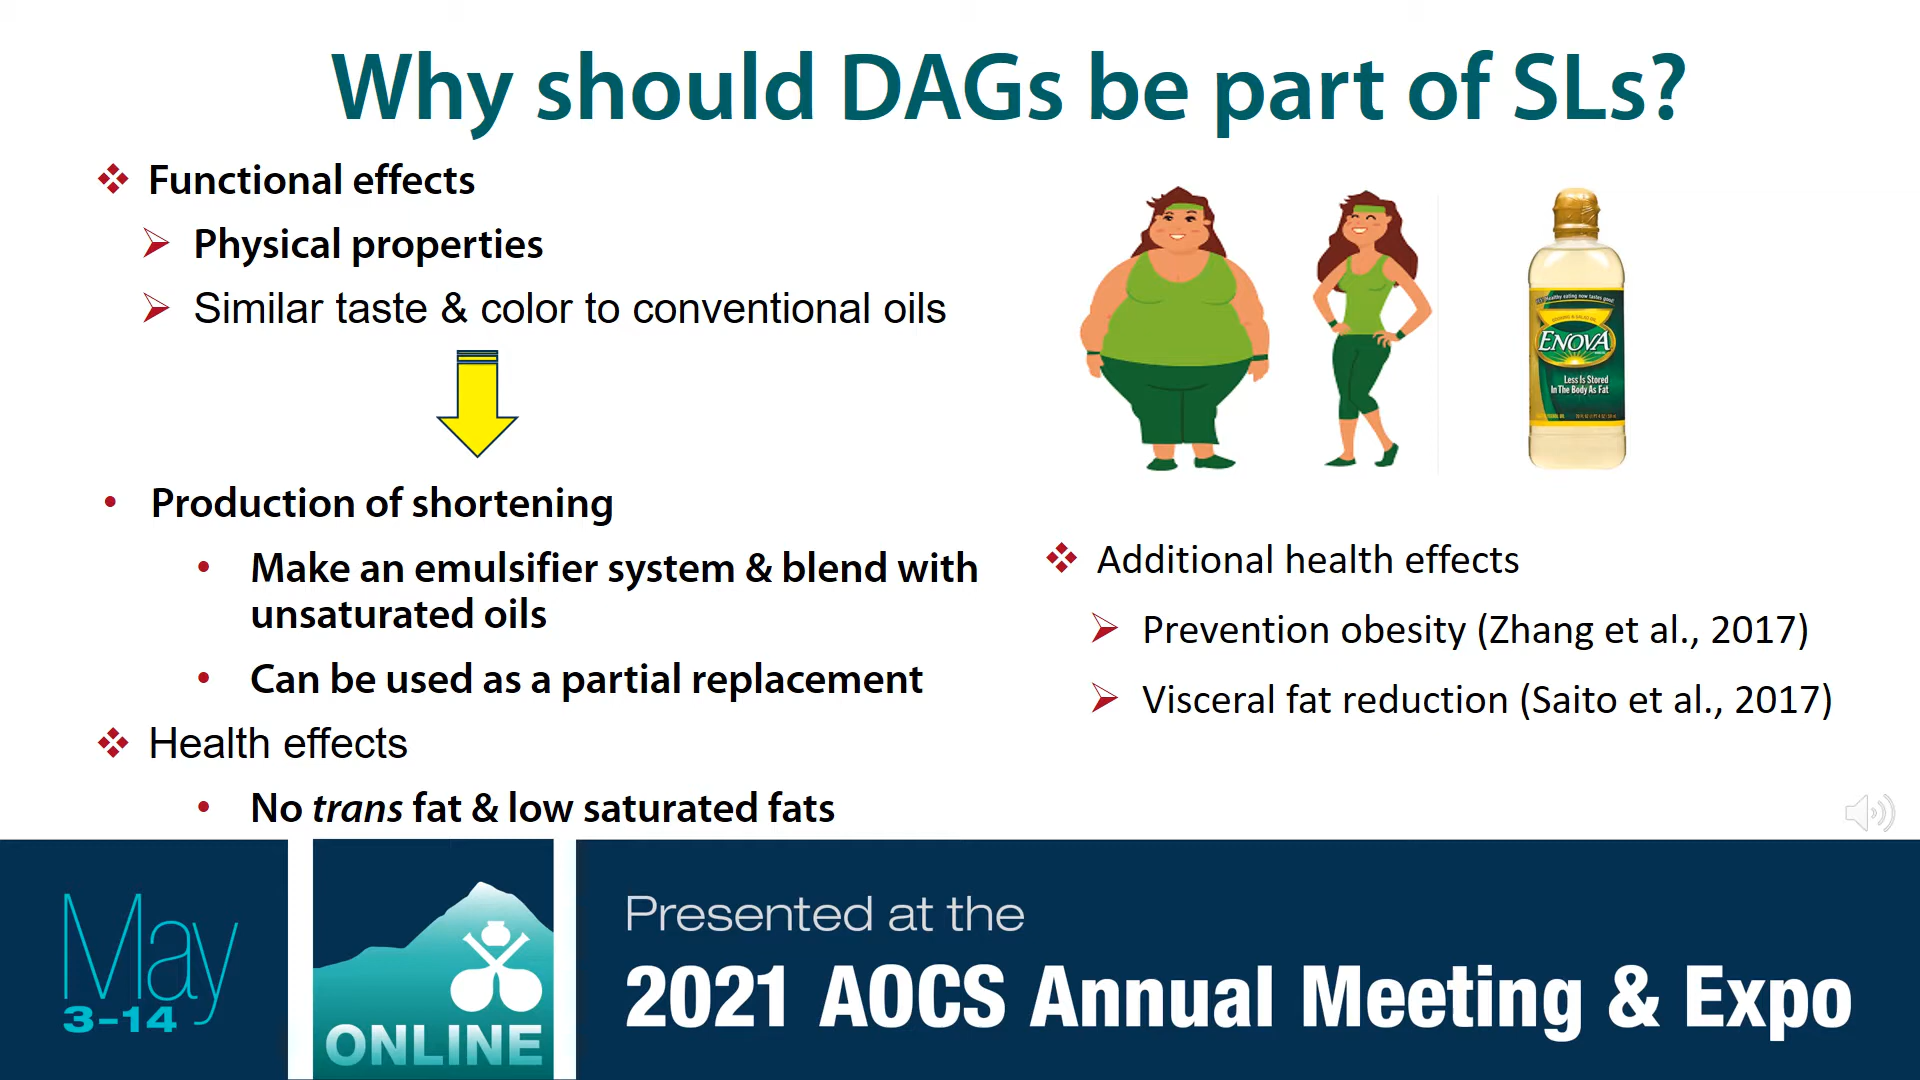 Why should DAGs be part of SLs?
Functional effects
Physical properties
Similar taste & color to conventional oils
Production of shortening
Make an emulsifier system & blend with
unsaturated oils
Can be used as a partial replacement
Health effects
No trans fat & low saturated fats
ENOVA
Less Is Stored
In The Body As Fat
Additional health effects
Prevention obesity (Zhang et al., 2017)
Visceral fat reduction (Saito et al., 2017)
May
3-14
ONLINE
Presented at the
2021 AOCS Annual Meeting & Expo